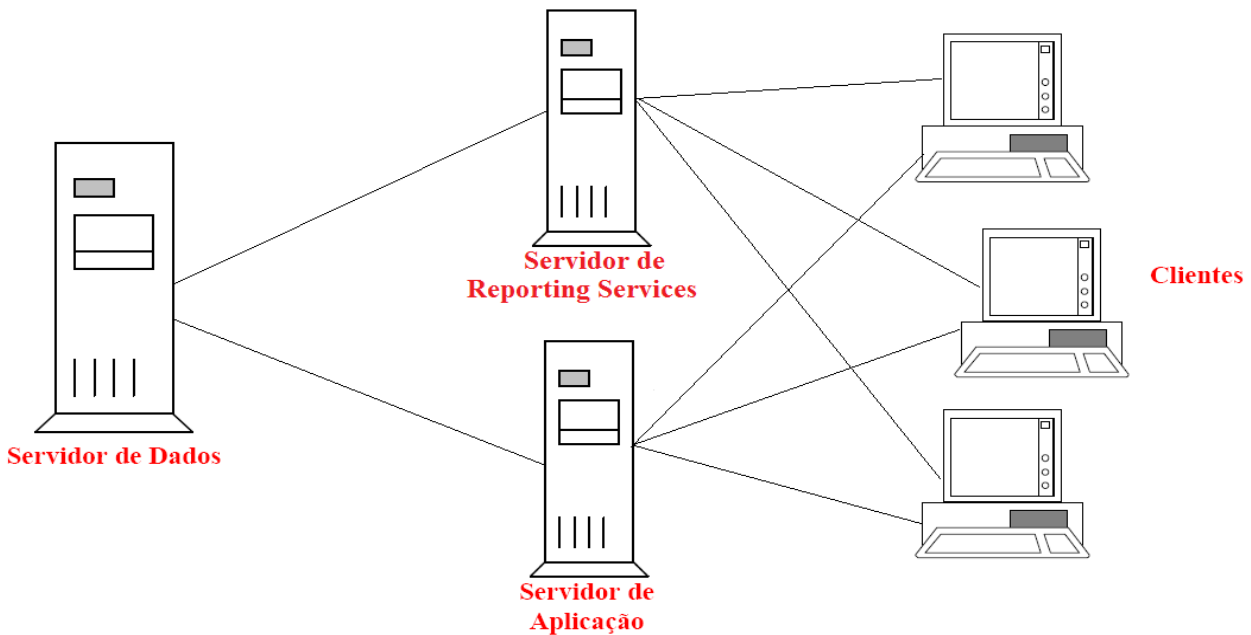 Servidor de
Reporting Services
Clientes
Servidor de Dados
Servidor de
Aplicação